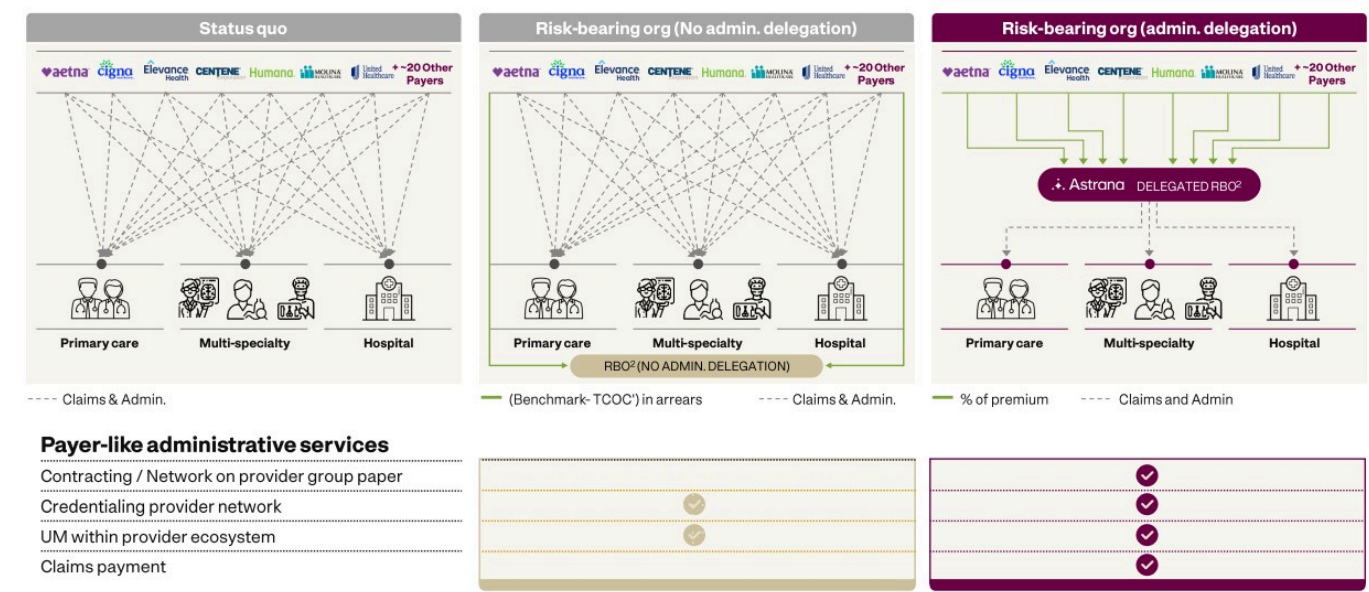 Status quo
aetna cigna Elevance Health CENTENE Humana MOLINA HEALTHCARE United Healthcare + ~20 Other Payers
Primary care Multi-specialty Hospital
Claims & Admin.
Risk-bearing org (No admin. delegation)
aetna cigna Elevance Health CENTENE Humana MOLINA HEALTHCARE United Healthcare + ~20 Other Payers
Primary care Multi-specialty Hospital
RBO² (NO ADMIN. DELEGATION)
(Benchmark- TCOC¹) in arrears Claims & Admin.
Risk-bearing org (admin. delegation)
aetna cigna Elevance Health CENTENE Humana MOLINA HEALTHCARE United Healthcare + ~20 Other Payers
Astrana DELEGATED RBO²
Primary care Multi-specialty Hospital
% of premium Claims and Admin
Payer-like administrative services
Contracting / Network on provider group paper
Credentialing provider network
UM within provider ecosystem
Claims payment